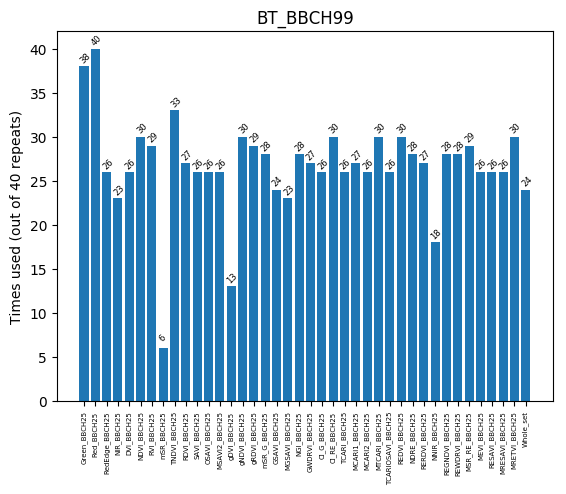 BT_BBCH99
Times used (out of 40 repeats)
40
35
30
25
20
15
10
5
0
38
40
26
23
26
30
29
6
33
27
26
26
26
13
30
29
28
24
23
28
27
26
30
26
27
26
30
26
30
28
27
18
28
28
29
26
26
26
30
24
Green_BBCH25
Red_BBCH25
RedEdge_BBCH25
NIR_BBCH25
DVI_BBCH25
NDVI_BBCH25
RVI_BBCH25
mSR_BBCH25
TNDVI_BBCH25
RDVI_BBCH25
SAVI_BBCH25
OSAVI_BBCH25
MSAVI2_BBCH25
gDVI_BBCH25
gNDVI_BBCH25
gRDVI_BBCH25
mSR_G_BBCH25
GSAVI_BBCH25
MGSAVI_BBCH25
NGI_BBCH25
GWDRVI_BBCH25
CI_G_BBCH25
CI_RE_BBCH25
TCARI_BBCH25
MCARI1_BBCH25
MCARI2_BBCH25
MTCARI_BBCH25
TCARIOSAVI_BBCH25
REDVI_BBCH25
NDRE_BBCH25
RERDVI_BBCH25
NNIR_BBCH25
REGNDVI_BBCH25
REWDRVI_BBCH25
MSR_RE_BBCH25
MEVI_BBCH25
RESAVI_BBCH25
MRESAVI_BBCH25
MRETVI_BBCH25
Whole_set